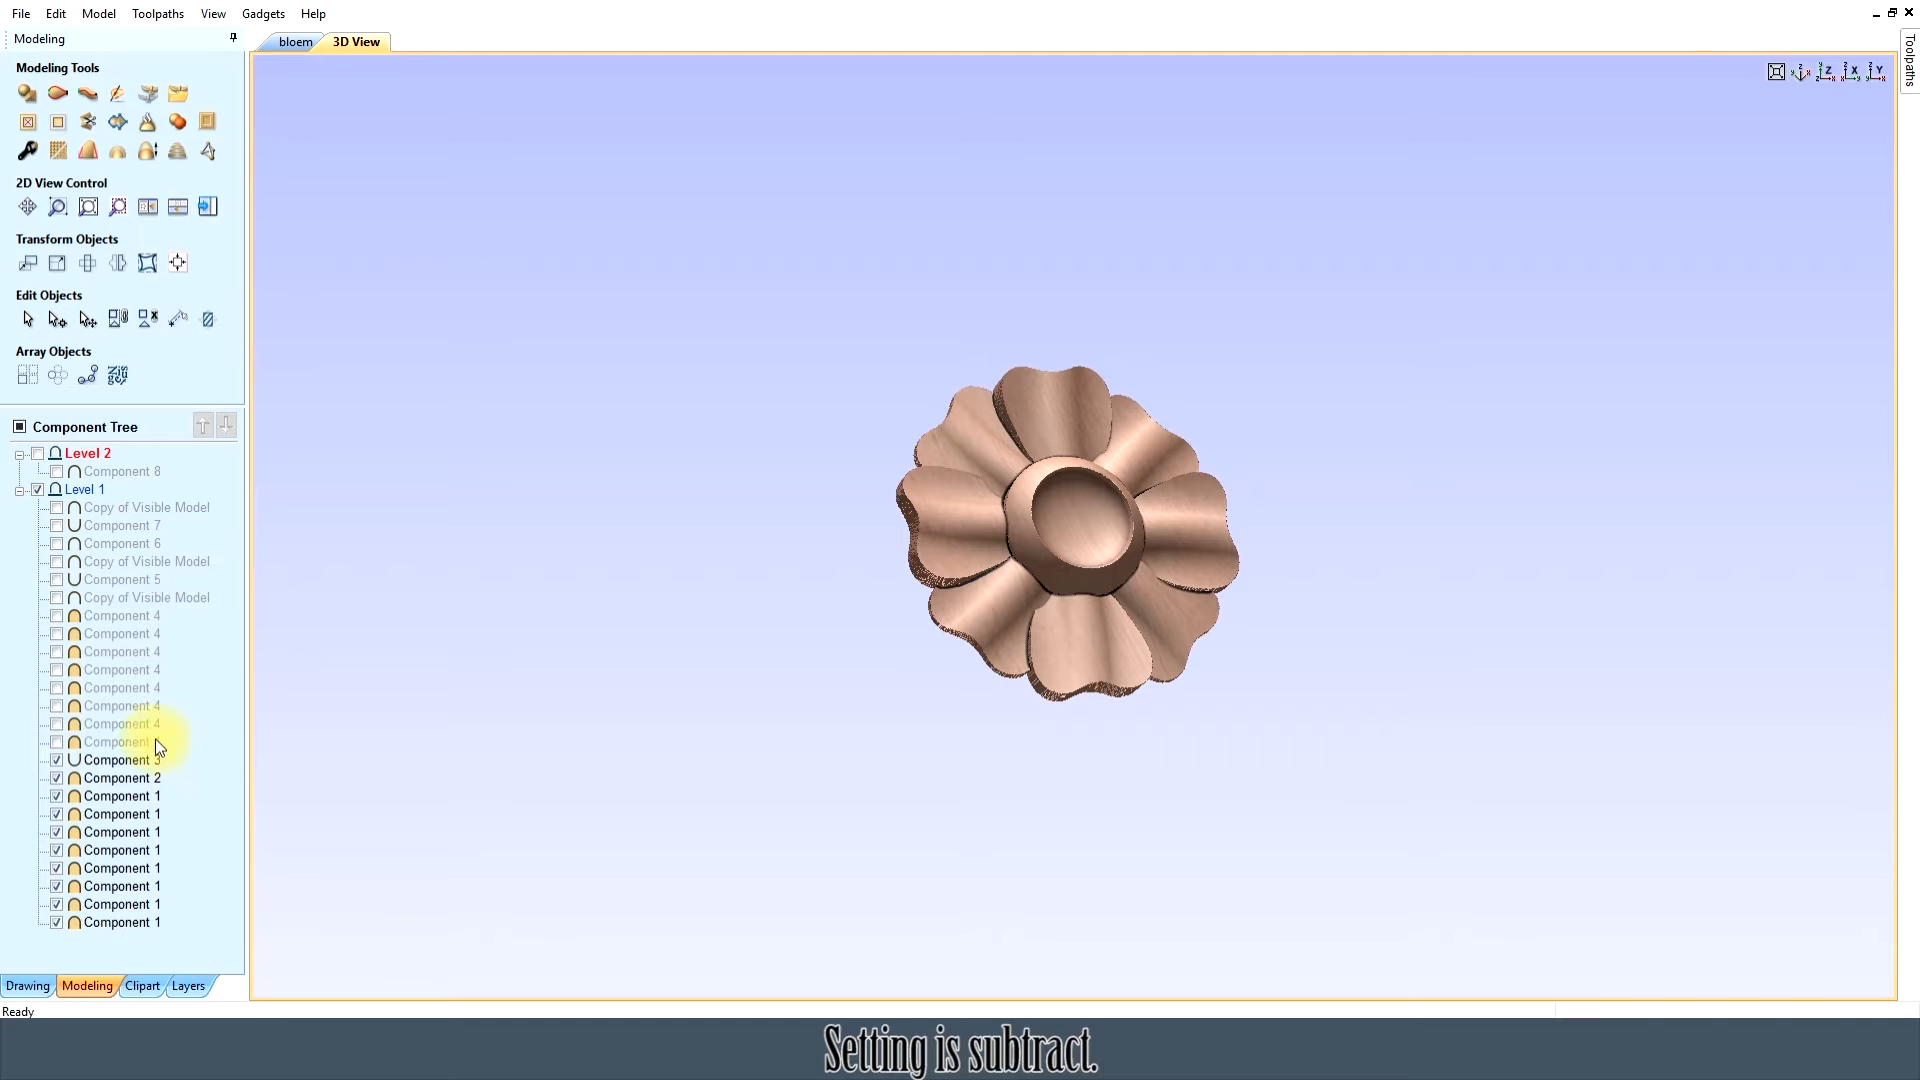 File Edit Model Toolpaths View Gadgets Help
Modeling
bloem 3D View
Toolpaths
Modeling Tools
2D View Control
Transform Objects
Edit Objects
Array Objects
Component Tree
Level 2
Component 8
Level 1
Copy of Visible Model
Component 7
Component 6
Copy of Visible Model
Component 5
Copy of Visible Model
Component 4
Component 4
Component 4
Component 4
Component 4
Component 4
Component 4
Component
Component 3
Component 2
Component 1
Component 1
Component 1
Component 1
Component 1
Component 1
Component 1
Component 1
Drawing Modeling Clipart Layers
Ready
Setting is subtract.